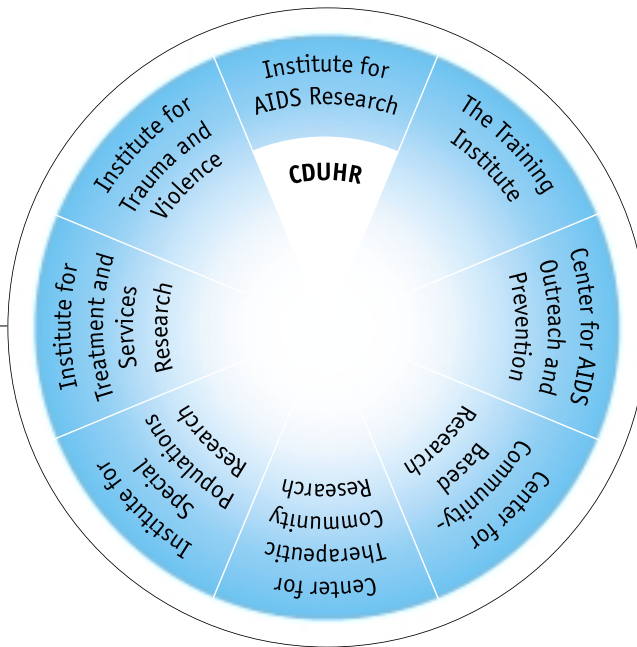 Institute for
AIDS Research
CDUHR
The Training
Institute
Center for AIDS
Outreach and
Prevention
Center for
Community-
Based
Research
Center for
Therapeutic
Community
Research
Institute for
Special
Populations
Research
Institute for
Treatment and
Services
Research
Institute for
Trauma and
Violence